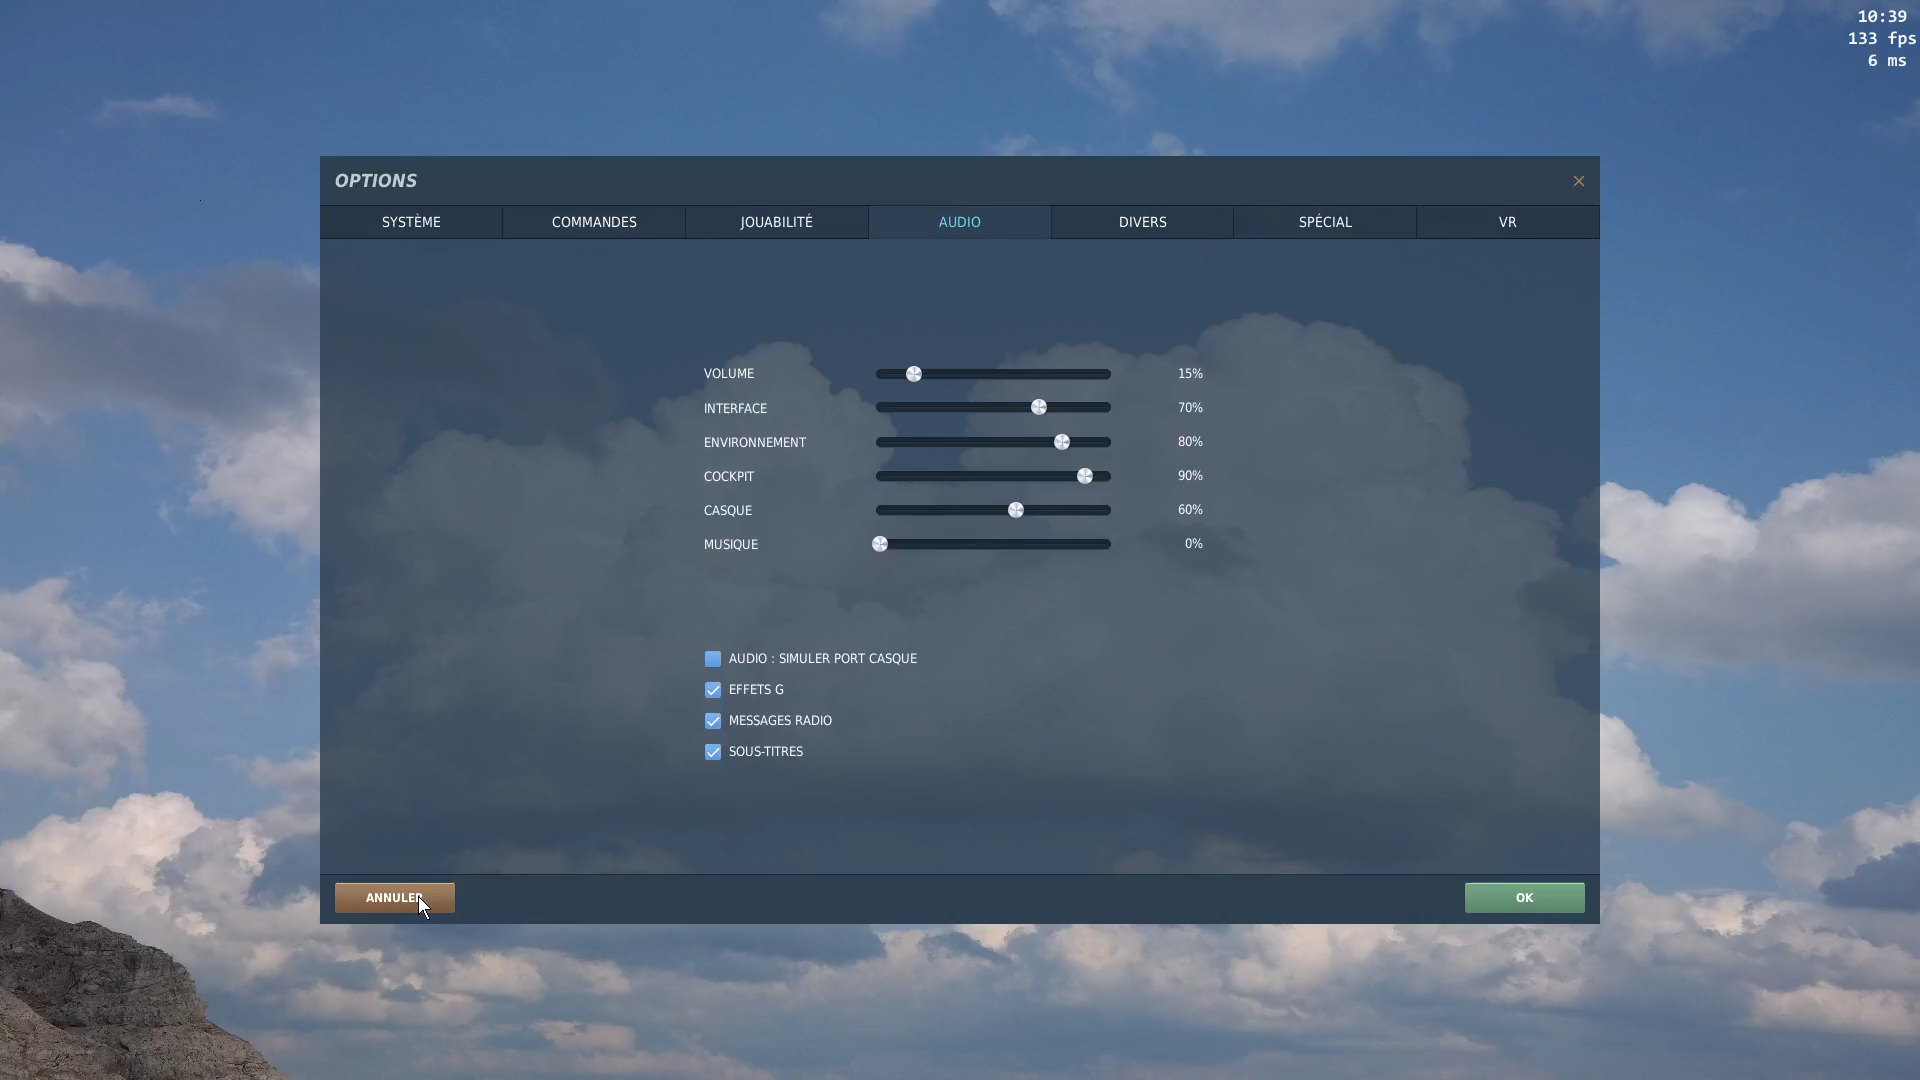 10:39
133 fps
6 ms
OPTIONS
SYSTÈME COMMANDES JOUABILITÉ AUDIO DIVERS SPÉCIAL VR
VOLUME 15%
INTERFACE 70%
ENVIRONNEMENT 80%
COCKPIT 90%
CASQUE 60%
MUSIQUE 0%
AUDIO : SIMULER PORT CASQUE
EFFETS G
MESSAGES RADIO
SOUS-TITRES
ANNULER OK